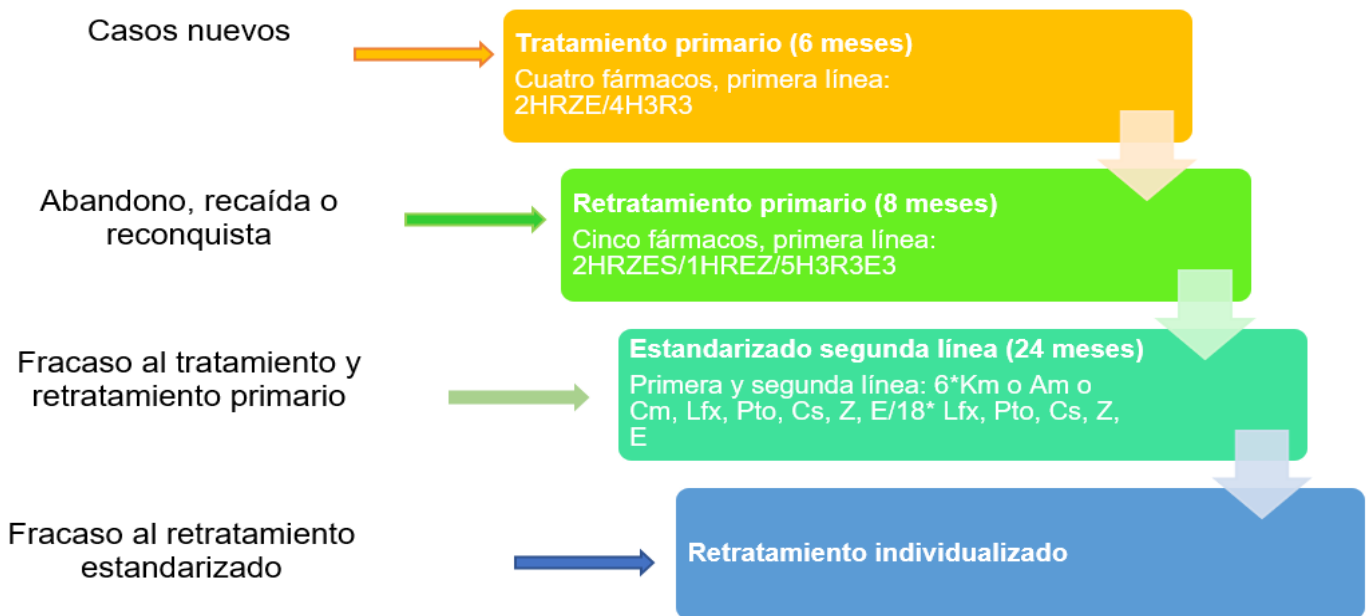 Casos nuevos
Tratamiento primario (6 meses)
Cuatro fármacos, primera línea:
2HRZE/4H3R3
Abandono, recaída o
reconquista
Retratamiento primario (8 meses)
Cinco fármacos, primera línea:
2HRZES/1HREZ/5H3R3E3
Fracaso al tratamiento y
retratamiento primario
Estandarizado segunda línea (24 meses)
Primera y segunda línea: 6*Km o Am o
Cm, Lfx, Pto, Cs, Z, E/18* Lfx, Pto, Cs, Z,
E
Fracaso al retratamiento
estandarizado
Retratamiento individualizado